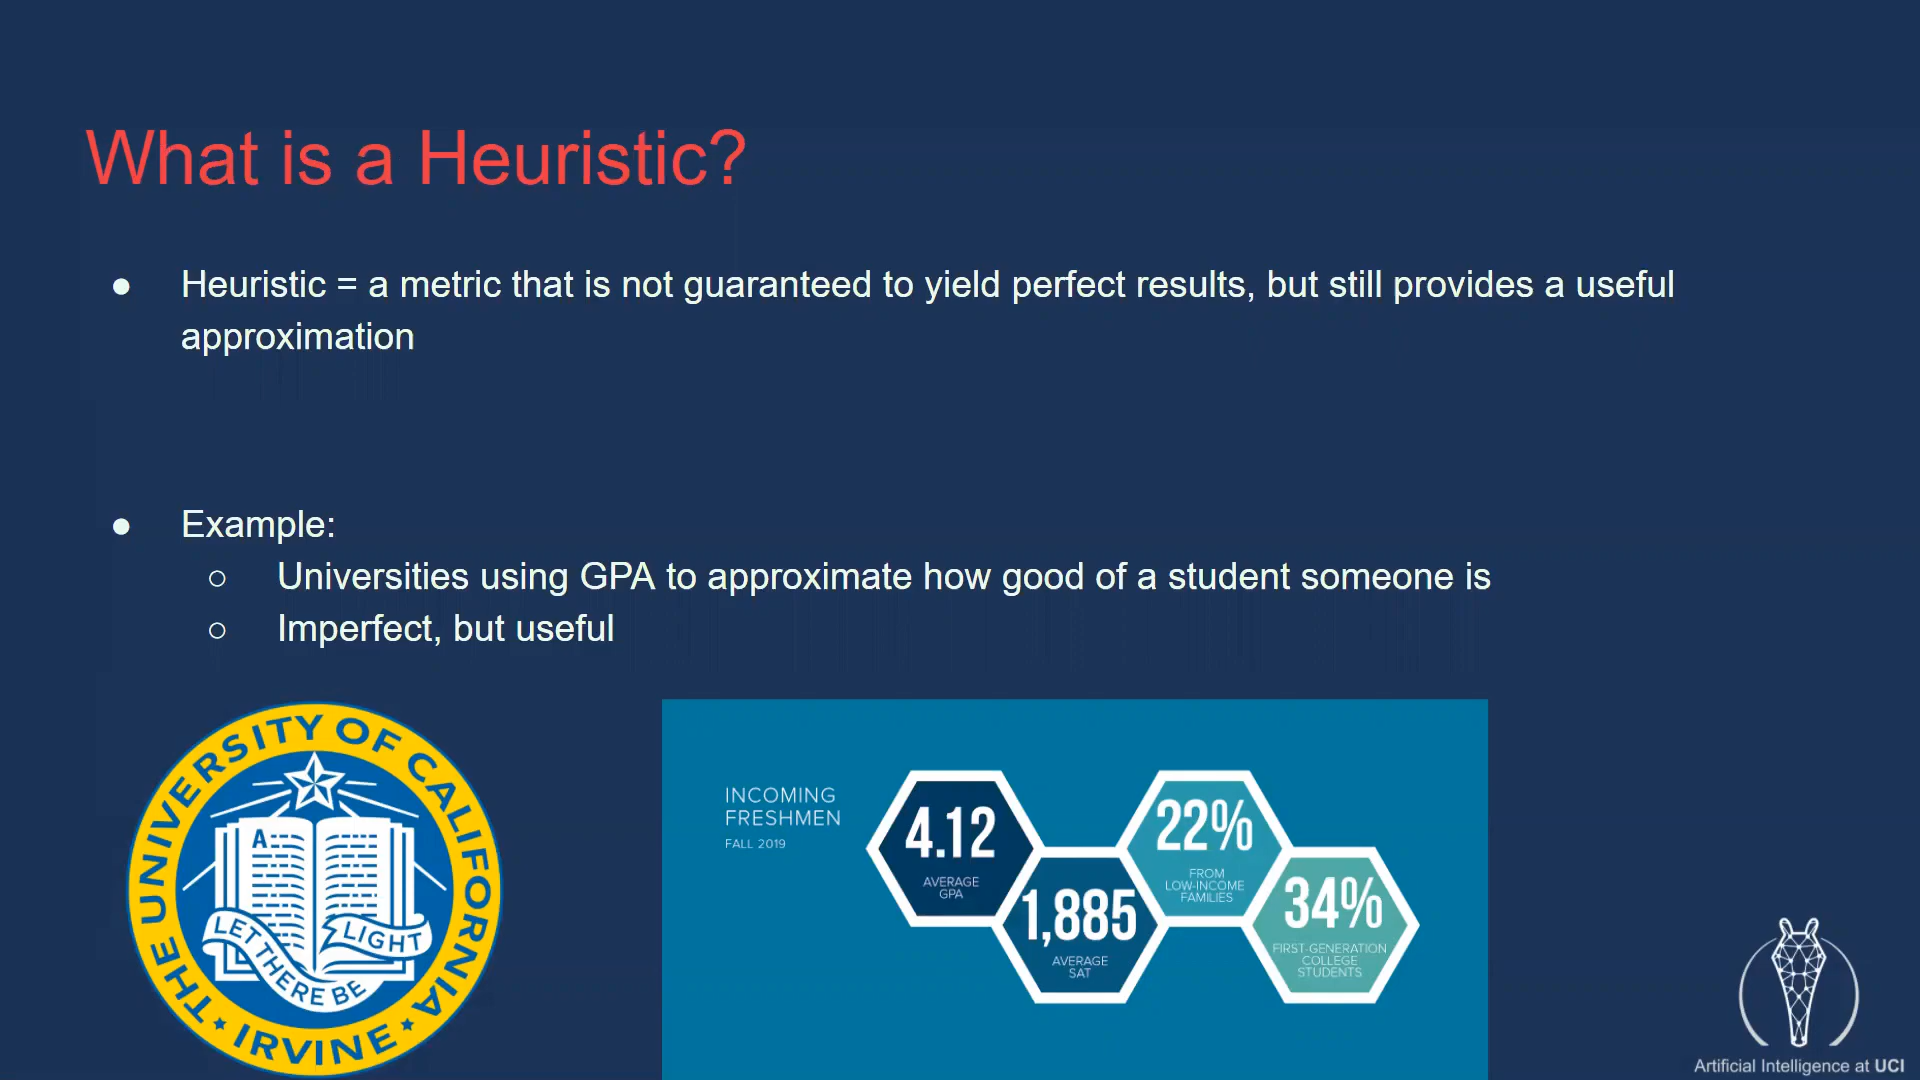 What is a Heuristic?
● Heuristic = a metric that is not guaranteed to yield perfect results, but still provides a useful
approximation
● Example:
○ Universities using GPA to approximate how good of a student someone is
○ Imperfect, but useful
THE UNIVERSITY OF CALIFORNIA
★ IRVINE ★
A
LET THERE BE LIGHT
INCOMING
FRESHMEN
FALL 2019
4.12
AVERAGE
GPA
1,885
AVERAGE
SAT
22%
FROM
LOW-INCOME
FAMILIES
34%
FIRST-GENERATION
COLLEGE
STUDENTS
Artificial Intelligence at UCI